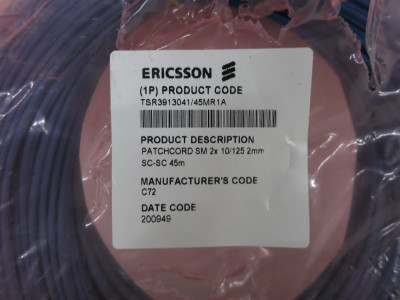 ERICSSON
(1P) PRODUCT CODE
TSR3913041/45MR1A
PRODUCT DESCRIPTION
PATCHCORD SM 2x 10/125 2mm
SC-SC 45m
MANUFACTURER'S CODE
C72
DATE CODE
200949